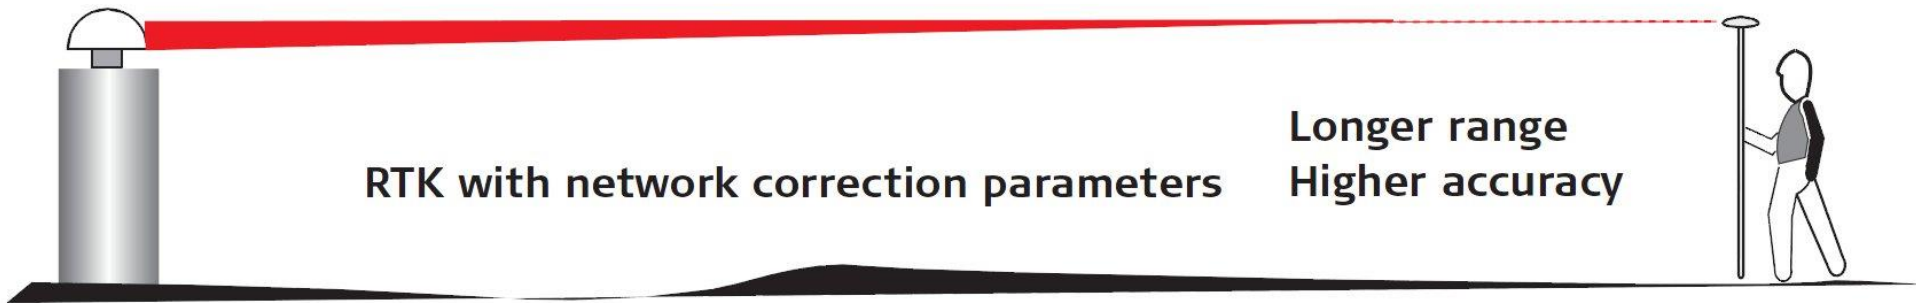 RTK with network correction parameters
Longer range
Higher accuracy